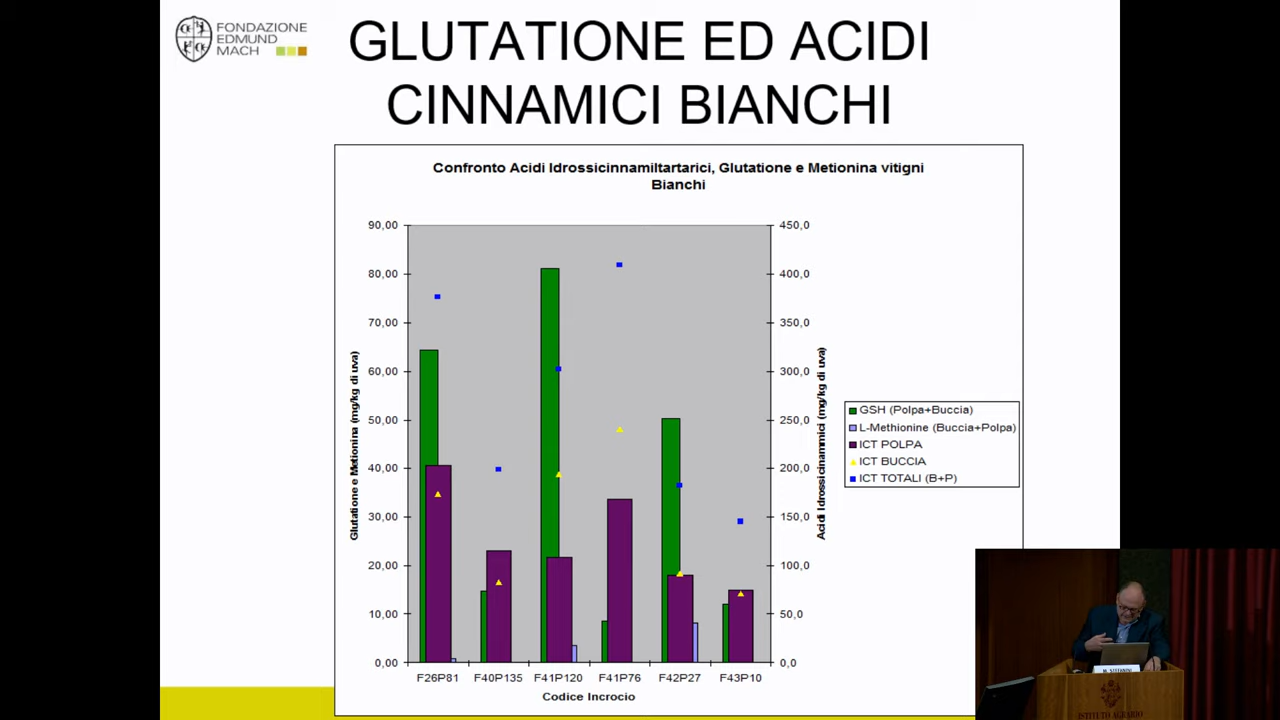 FONDAZIONE
EDMUND
MACH
GLUTATIONE ED ACIDI
CINNAMICI BIANCHI
Confronto Acidi Idrossicinnamiltartarici, Glutatione e Metionina vitigni
Bianchi
90,00
80,00
70,00
60,00
50,00
40,00
30,00
20,00
10,00
0,00
Glutatione e Metionina (mg/kg di uva)
450,0
400,0
350,0
300,0
250,0
200,0
150,0
100,0
50,0
0,0
Acidi Idrossicinammici (mg/kg di uva)
F26P81 F40P135 F41P120 F41P76 F42P27 F43P10
Codice Incrocio
GSH (Polpa+Buccia)
L-Methionine (Buccia+Polpa)
ICT POLPA
ICT BUCCIA
ICT TOTALI (B+P)
ISTITUTO AGRARIO